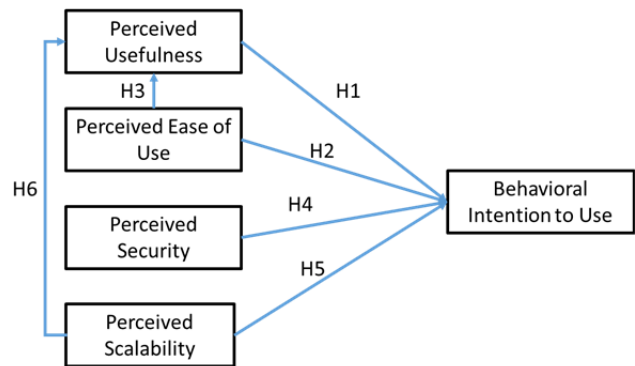 Perceived
Usefulness
H3
H1
Perceived Ease of
Use
H2
H6
Behavioral
Intention to Use
H4
Perceived
Security
H5
Perceived
Scalability